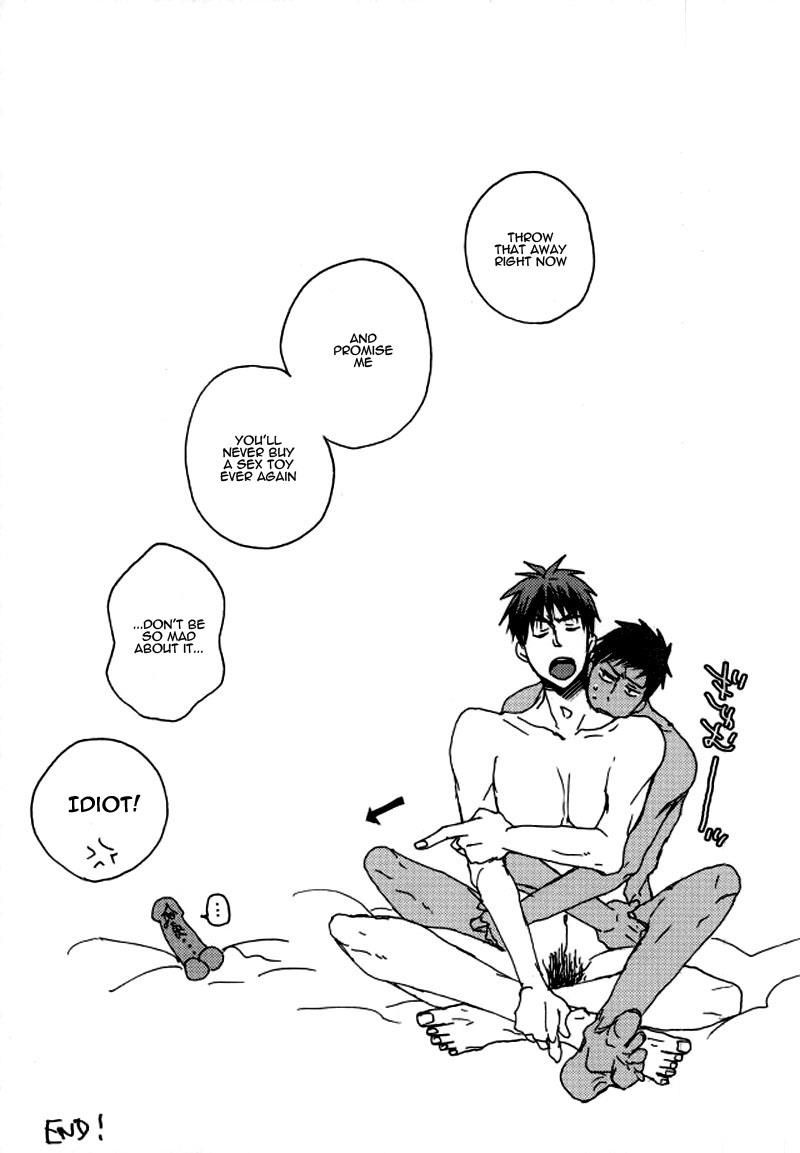 THROW
THAT AWAY
RIGHT NOW
AND
PROMISE
ME
YOU'LL
NEVER BUY
A SEX TOY
EVER AGAIN
...DON'T BE
SO MAD
ABOUT IT...
IDIOT!
...
END!